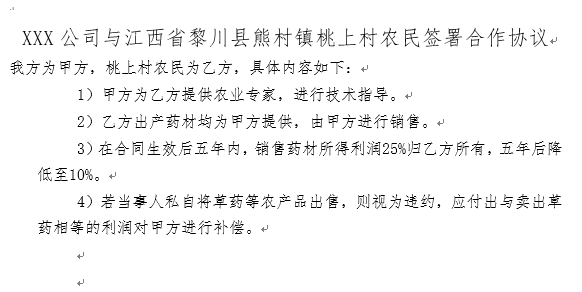 XXX 公司与江西省黎川县熊村镇桃上村农民签署合作协议
我方为甲方，桃上村农民为乙方，具体内容如下：
1）甲方为乙方提供农业专家，进行技术指导。
2）乙方出产药材均为甲方提供，由甲方进行销售。
3）在合同生效后五年内，销售药材所得利润25%归乙方所有，五年后降
低至10%。
4）若当事人私自将草药等农产品出售，则视为违约，应付出与卖出草
药相等的利润对甲方进行补偿。